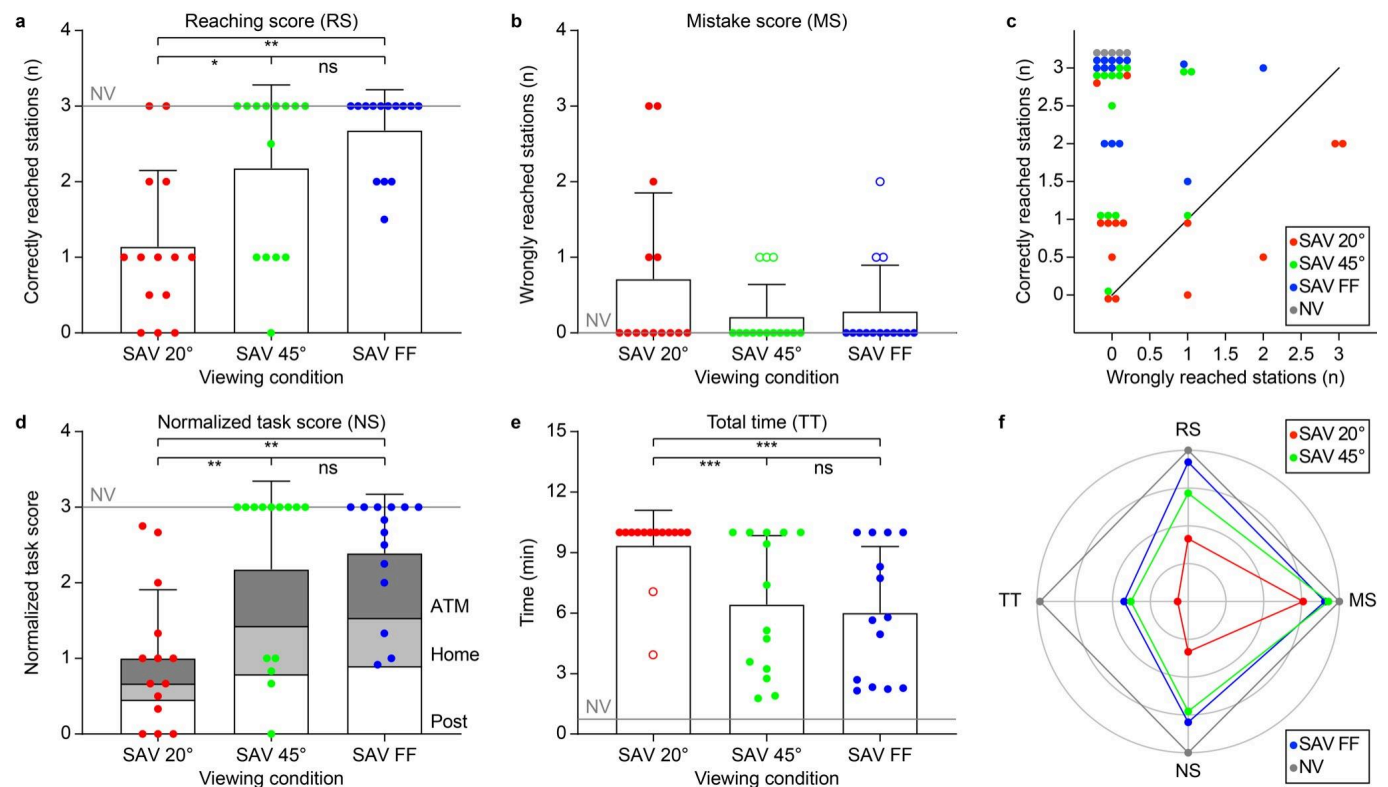 a Reaching score (RS)
4
**
* ns
NV
3
2
1
0
Correctly reached stations (n)
SAV 20° SAV 45° SAV FF
Viewing condition
b Mistake score (MS)
4
3
2
1
NV
0
Wrongly reached stations (n)
SAV 20° SAV 45° SAV FF
Viewing condition
c
3
2.5
2
1.5
1
0.5
0
Correctly reached stations (n)
SAV 20°
SAV 45°
SAV FF
NV
0 0.5 1 1.5 2 2.5 3
Wrongly reached stations (n)
d Normalized task score (NS)
4
**
** ns
NV
3
2
1
0
Normalized task score
ATM
Home
Post
SAV 20° SAV 45° SAV FF
Viewing condition
e Total time (TT)
15
***
*** ns
12
9
6
3
NV
0
Time (min)
SAV 20° SAV 45° SAV FF
Viewing condition
f
RS
SAV 20°
SAV 45°
TT
MS
NS
SAV FF
NV